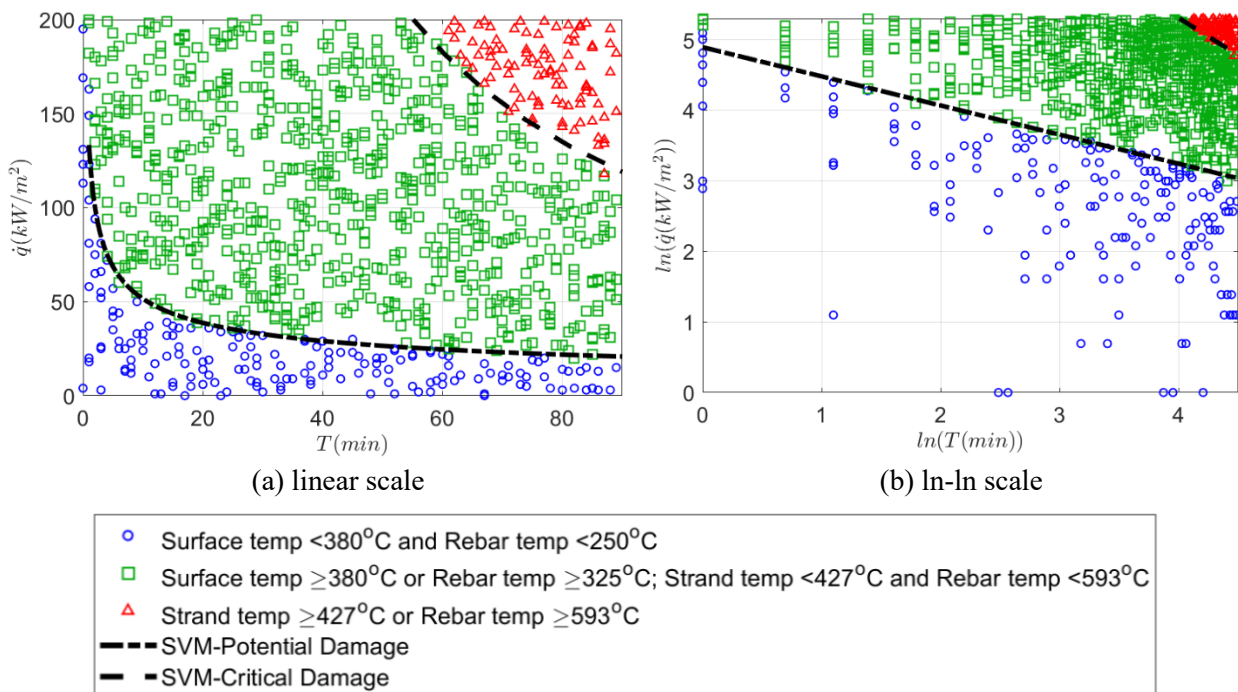 200
150
100
50
0
q̇(kW/m²)
0
20
40
60
80
T(min)
(a) linear scale
5
4
3
2
1
0
ln(q̇(kW/m²))
0
1
2
3
4
ln(T(min))
(b) ln-ln scale
Surface temp <380°C and Rebar temp <250°C
Surface temp ≥380°C or Rebar temp ≥325°C; Strand temp <427°C and Rebar temp <593°C
Strand temp ≥427°C or Rebar temp ≥593°C
SVM-Potential Damage
SVM-Critical Damage